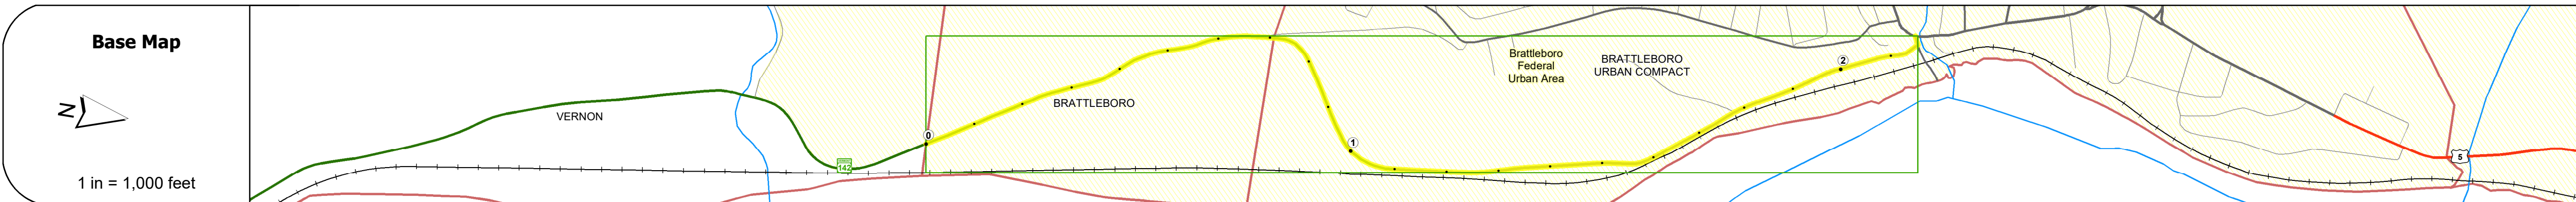 Base Map
N
1 in = 1,000 feet
VERNON
VERMONT
142
0
BRATTLEBORO
1
Brattleboro
Federal
Urban Area
BRATTLEBORO
URBAN COMPACT
2
5